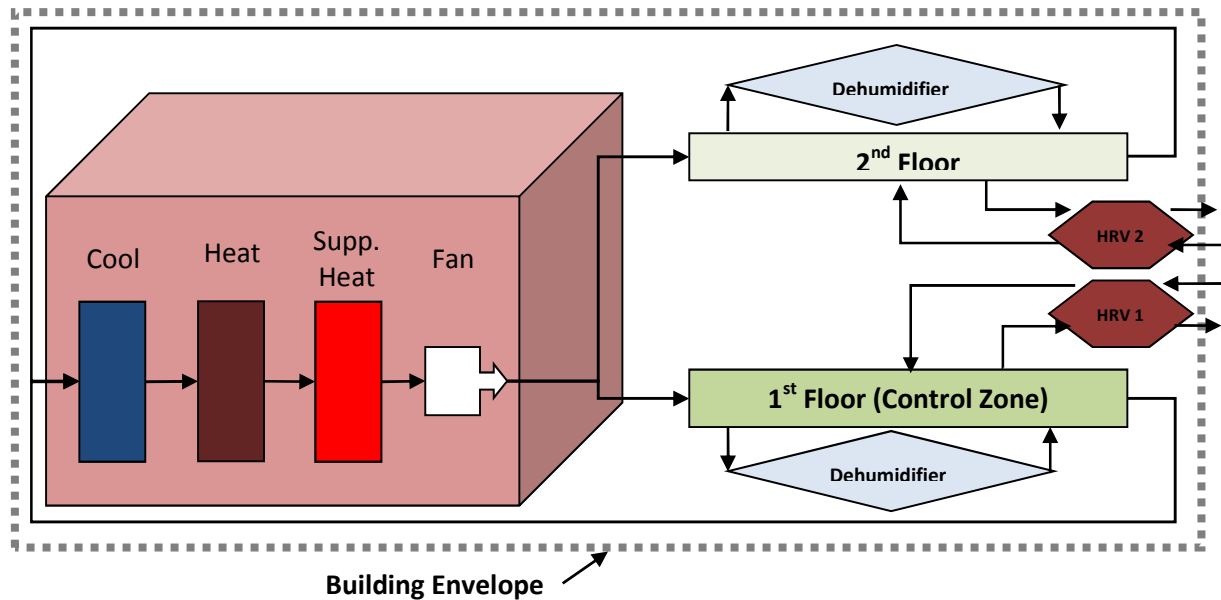 Dehumidifier
2nd Floor
HRV 2
HRV 1
Cool
Heat
Supp.
Heat
Fan
1st Floor (Control Zone)
Dehumidifier
Building Envelope